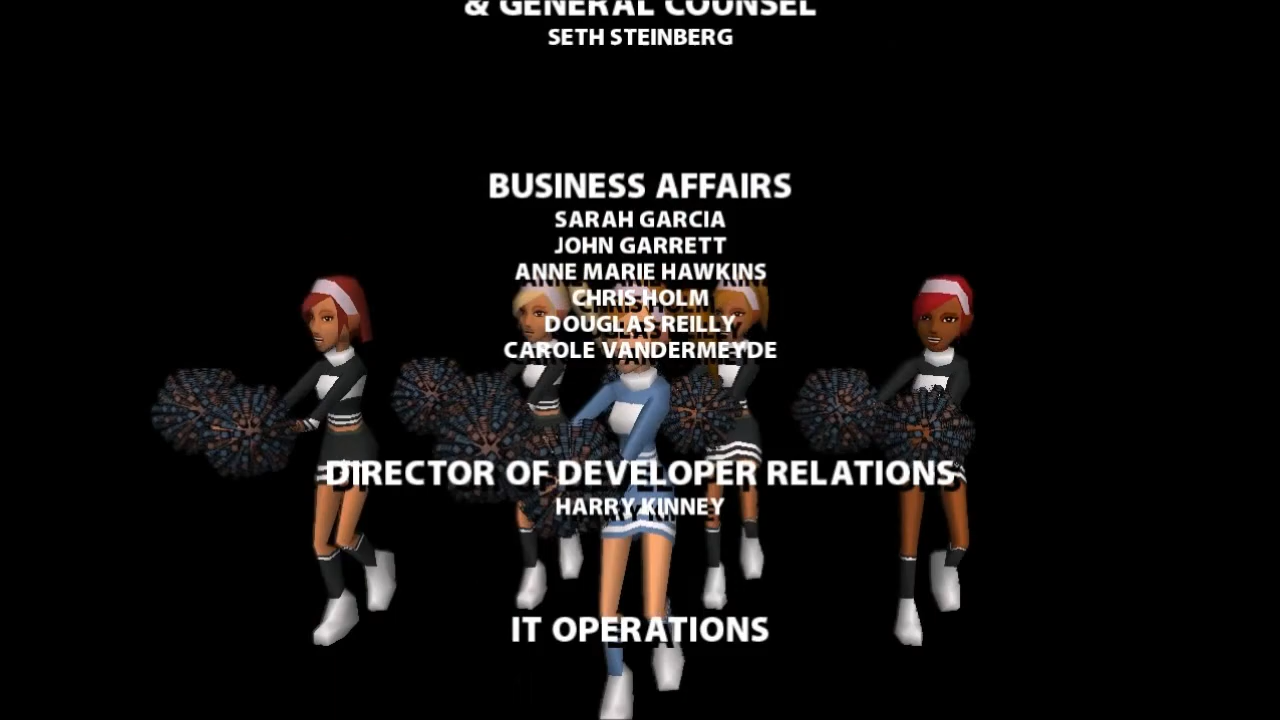 & GENERAL COUNSEL
SETH STEINBERG
BUSINESS AFFAIRS
SARAH GARCIA
JOHN GARRETT
ANNE MARIE HAWKINS
CHRIS HOLM
DOUGLAS REILLY
CAROLE VANDERMEYDE
DIRECTOR OF DEVELOPER RELATIONS
HARRY KINNEY
IT OPERATIONS